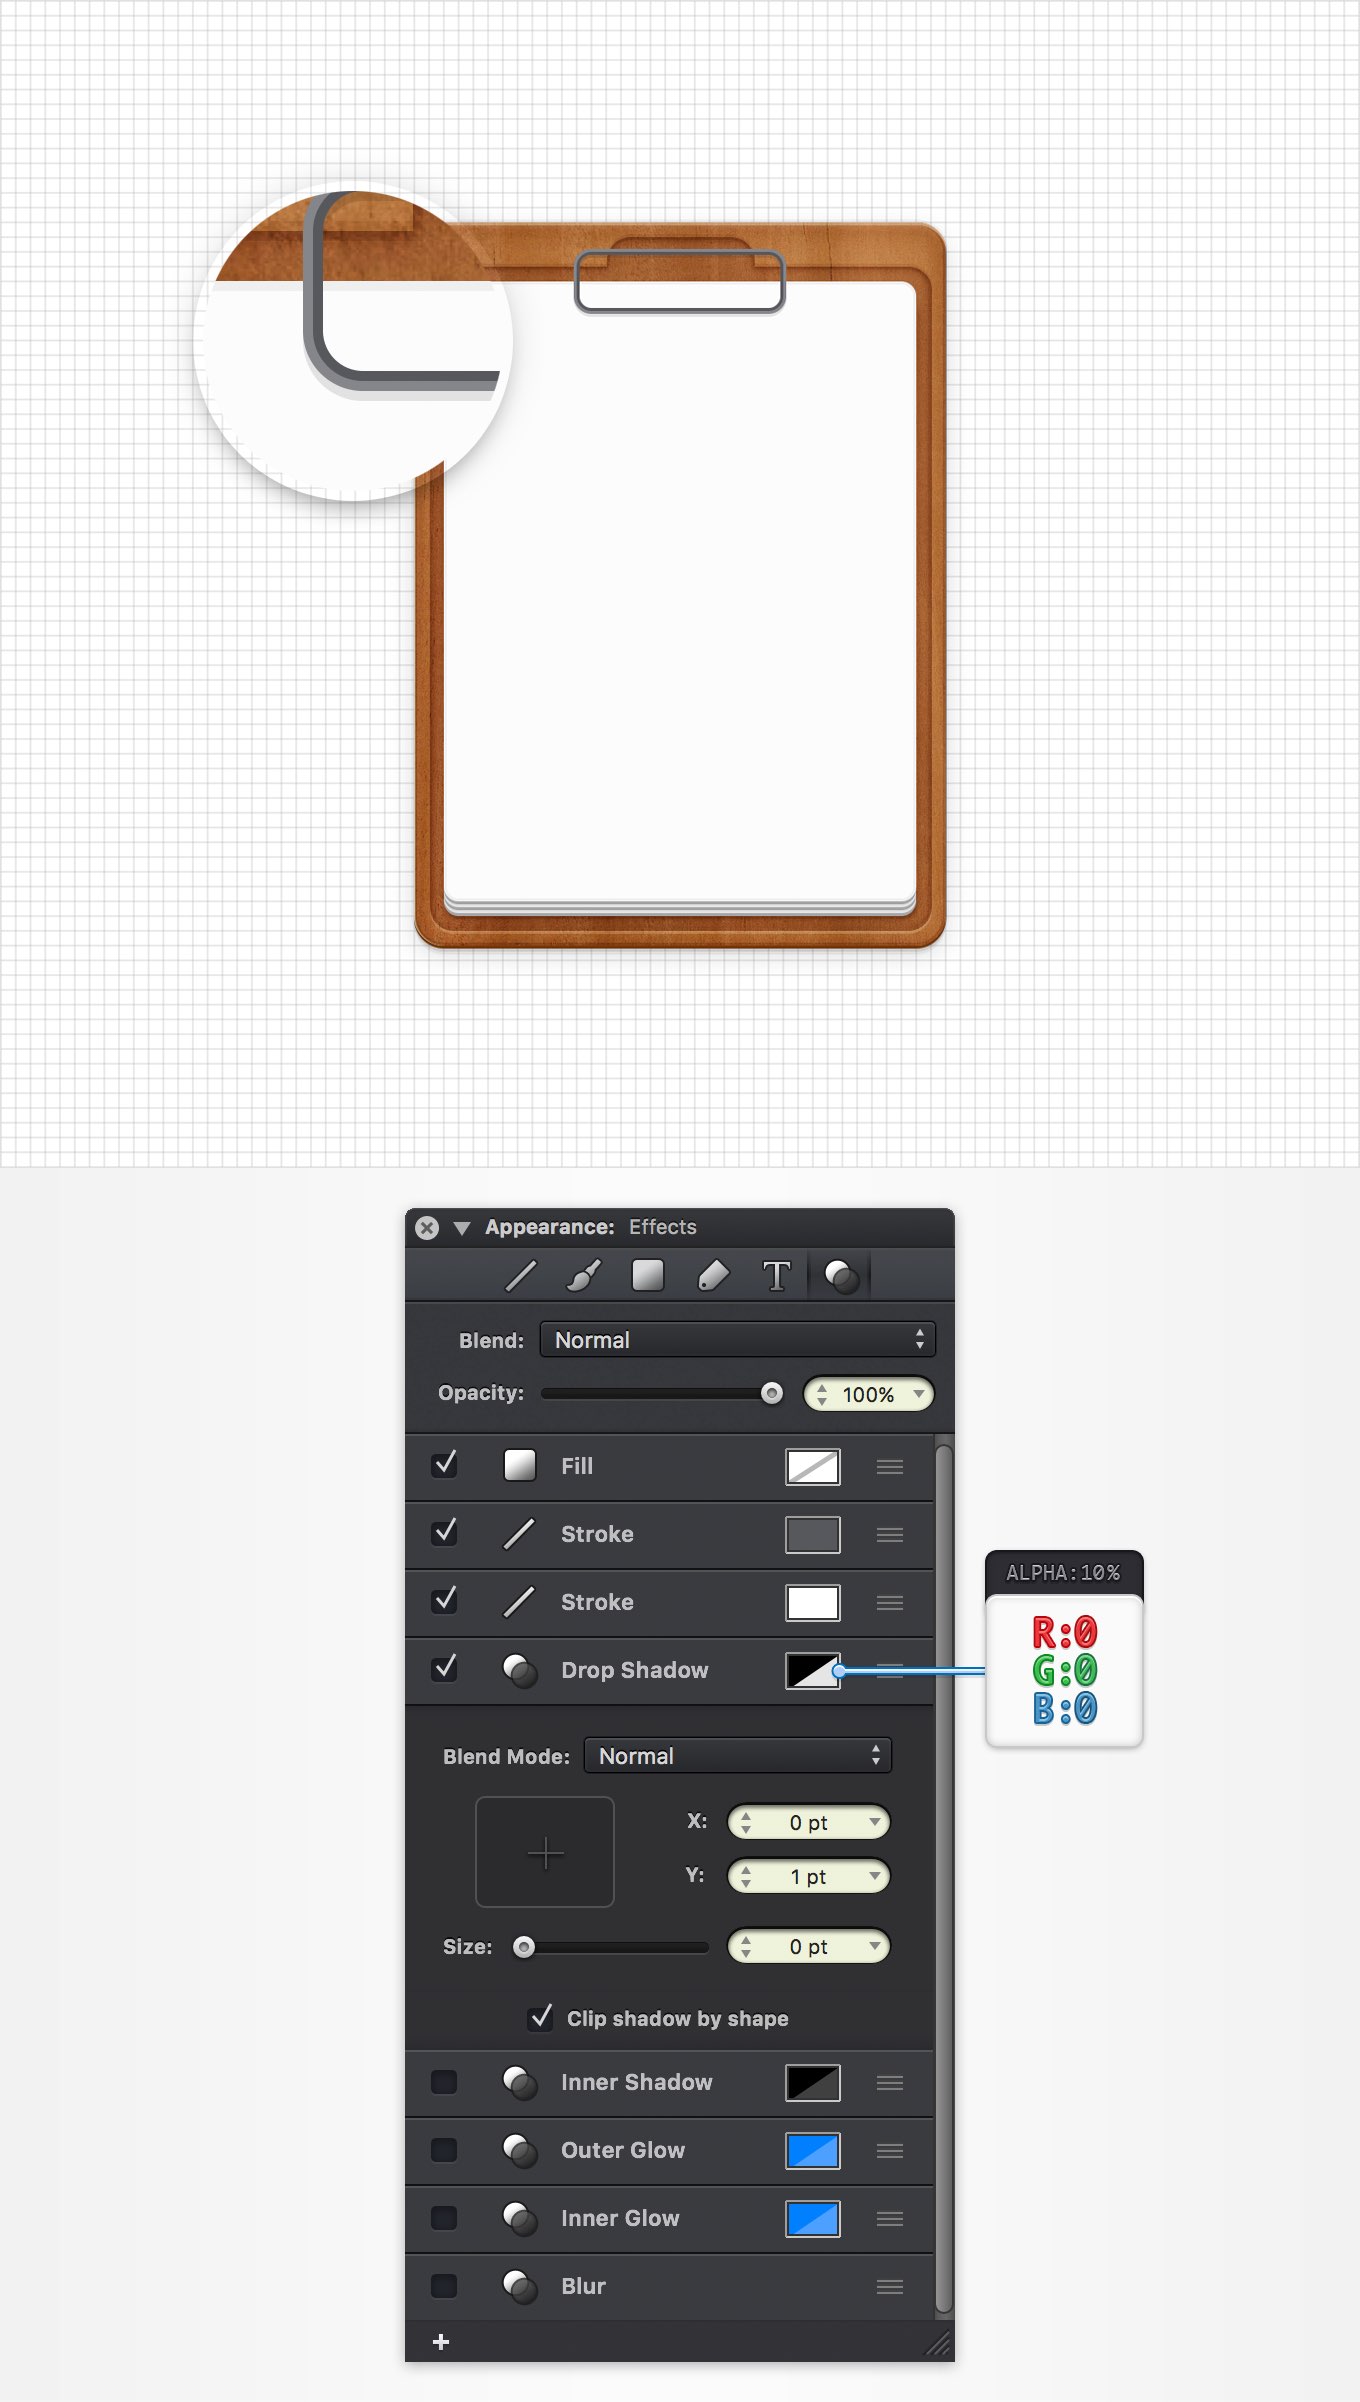 Appearance: Effects
T
Blend: Normal
Opacity: 100%
Fill
Stroke
Stroke
Drop Shadow
ALPHA:10%
R:0
G:0
B:0
Blend Mode: Normal
X: 0 pt
Y: 1 pt
Size: 0 pt
Clip shadow by shape
Inner Shadow
Outer Glow
Inner Glow
Blur